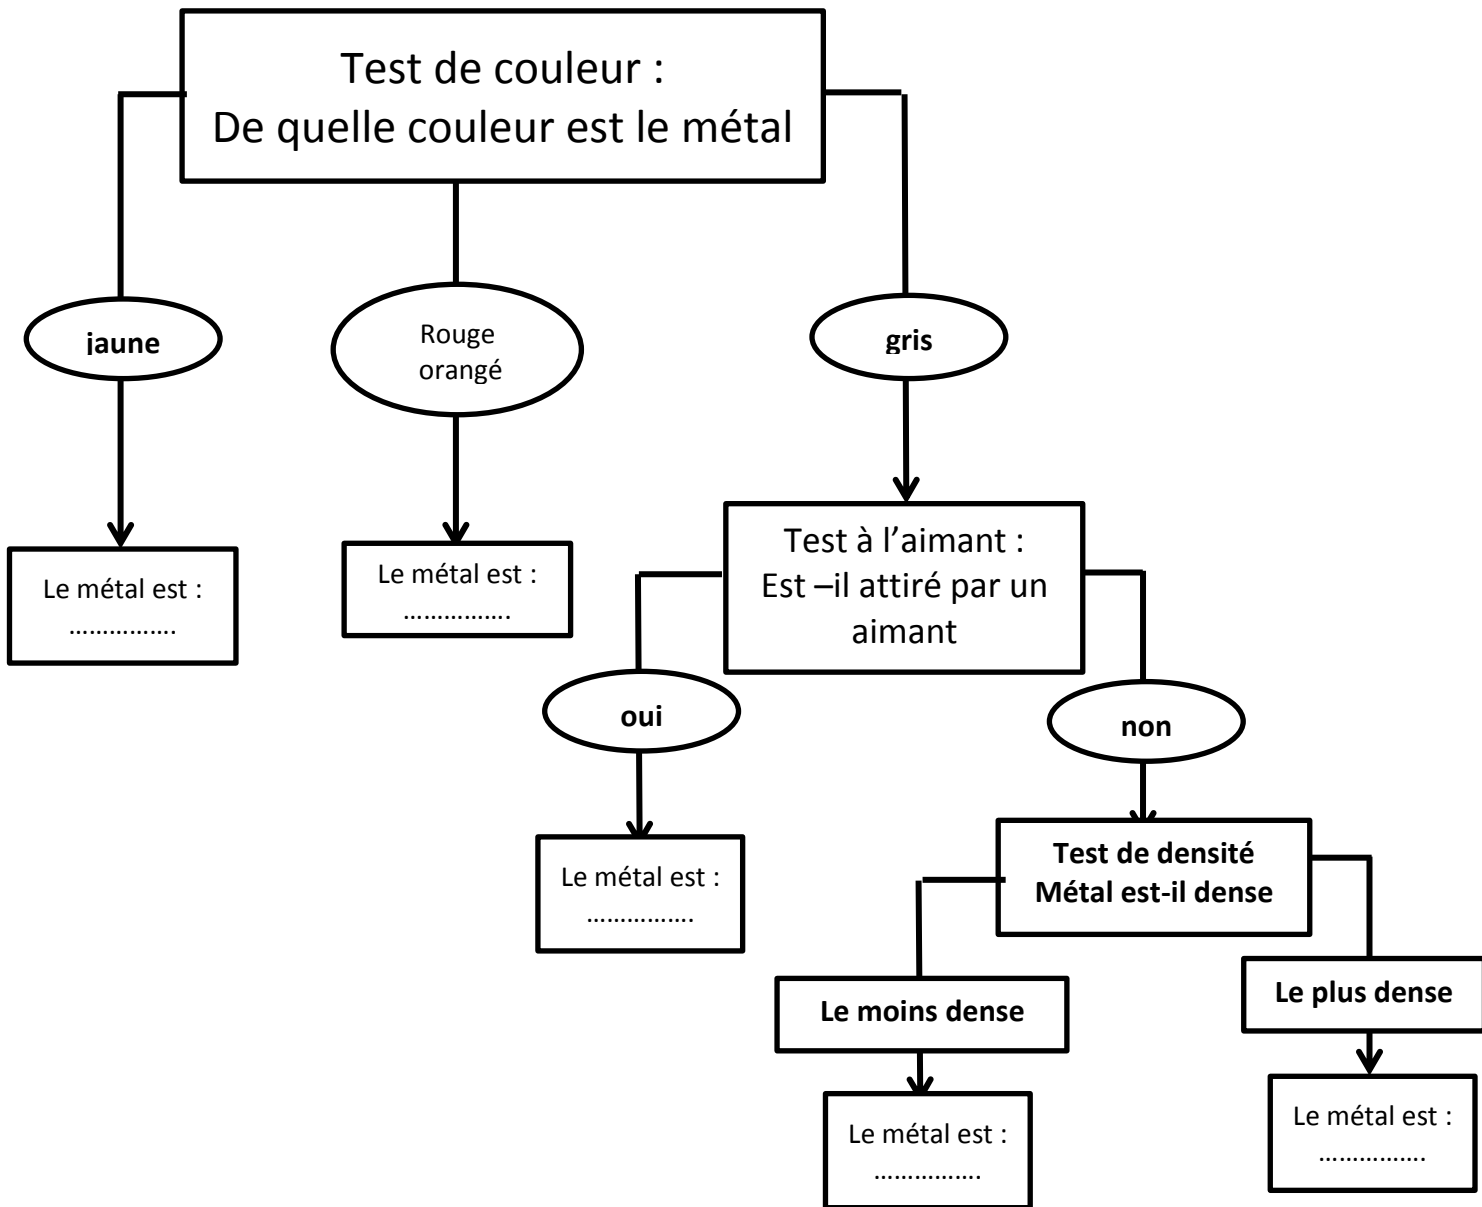 Test de couleur :
De quelle couleur est le métal
jaune
Rouge
orangé
gris
Le métal est :
................
Le métal est :
................
Test à l’aimant :
Est –il attiré par un
aimant
oui
non
Le métal est :
................
Test de densité
Métal est-il dense
Le moins dense
Le plus dense
Le métal est :
................
Le métal est :
................